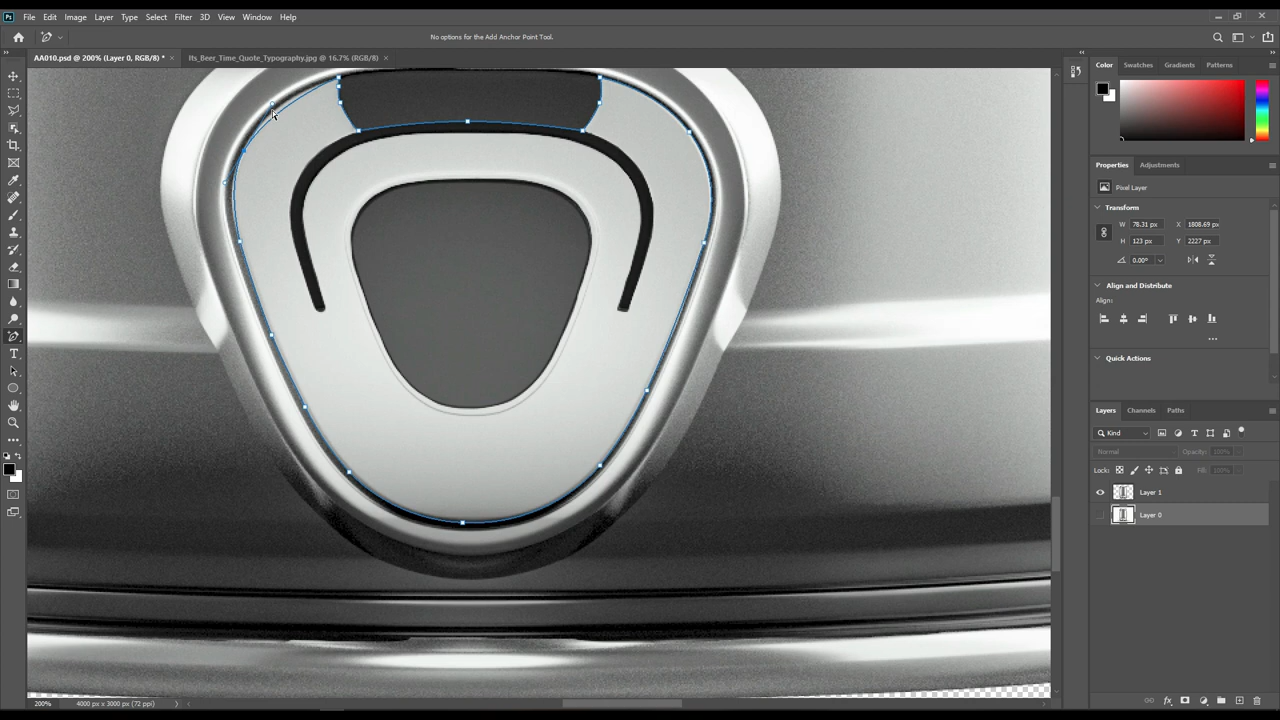 File Edit Image Layer Type Select Filter 3D View Window Help
No options for the Add Anchor Point Tool.
AA010.psd @ 200% (Layer 0, RGB/8) * × Its_Beer_Time_Quote_Typography.jpg @ 16.7% (RGB/8) ×
Color Swatches Gradients Patterns
Properties Adjustments
Pixel Layer
Transform
W 78.31 px X 1808.69 px
H 123 px Y 2227 px
0.00°
Align and Distribute
Align:
Quick Actions
Layers Channels Paths
Kind
Normal Opacity: 100%
Lock: Fill: 100%
Layer 1
Layer 0
200% 4000 px x 3000 px (72 ppi)